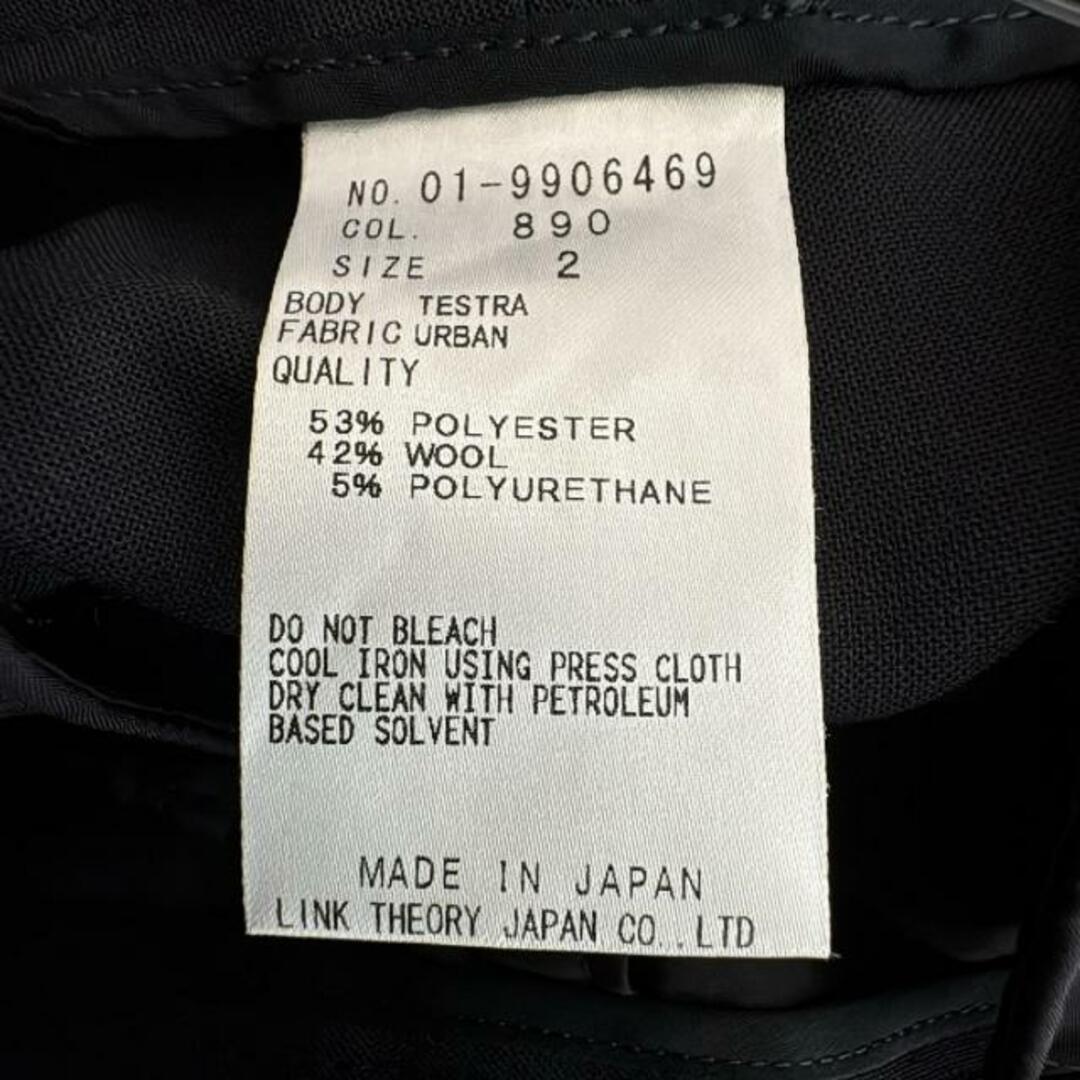 NO. 01-9906469
COL. 890
SIZE 2
BODY TESTRA
FABRIC URBAN
QUALITY
53% POLYESTER
42% WOOL
5% POLYURETHANE
DO NOT BLEACH
COOL IRON USING PRESS CLOTH
DRY CLEAN WITH PETROLEUM
BASED SOLVENT
MADE IN JAPAN
LINK THEORY JAPAN CO.,LTD